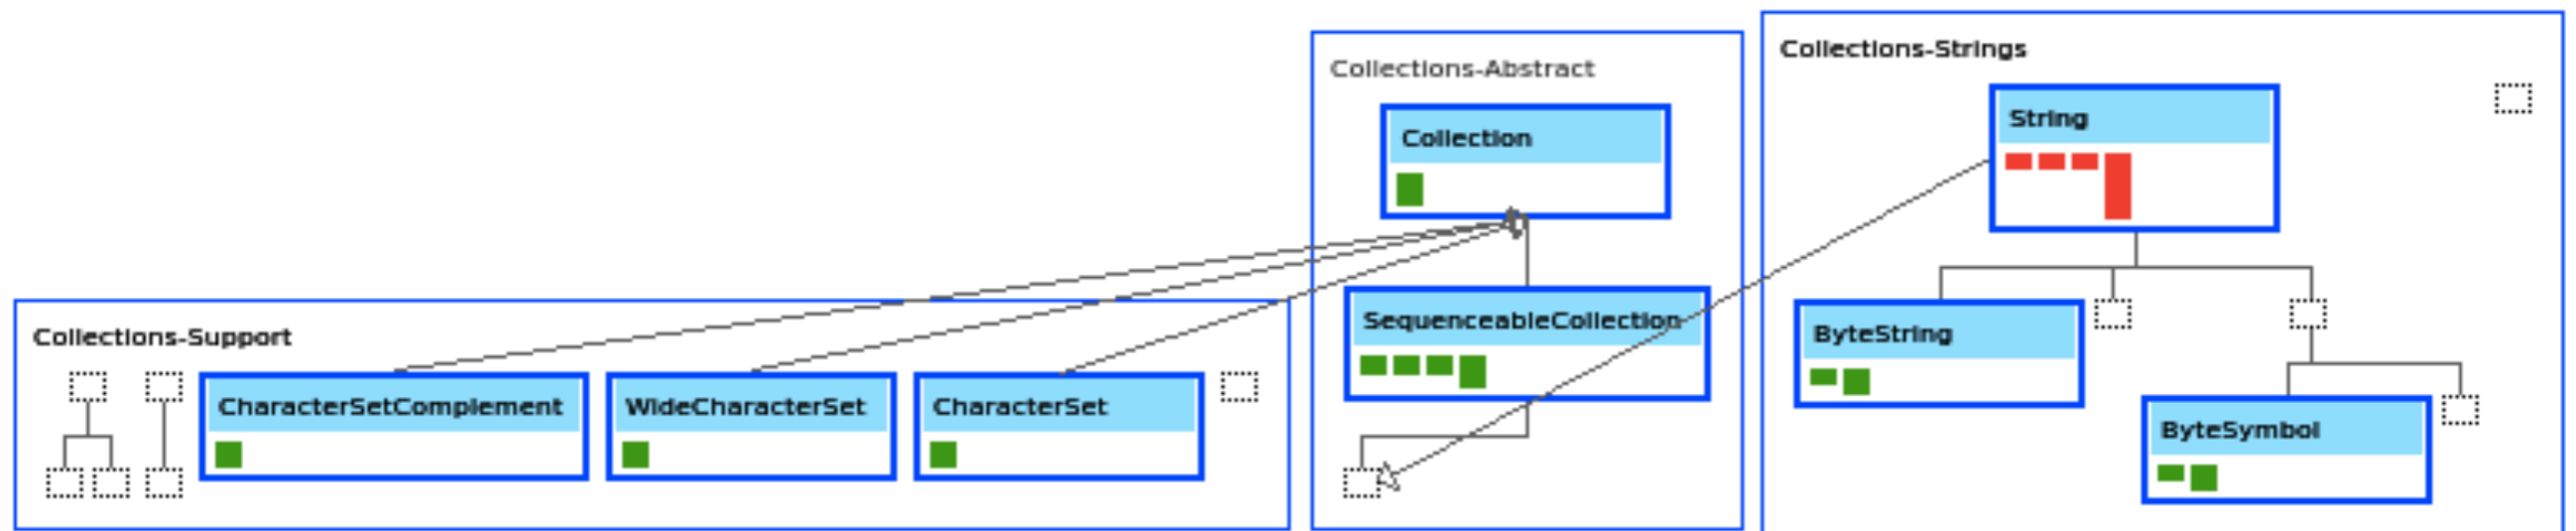 Collections-Support
CharacterSetComplement
WideCharacterSet
CharacterSet
Collections-Abstract
Collection
SequenceableCollection
Collections-Strings
String
ByteString
ByteSymbol